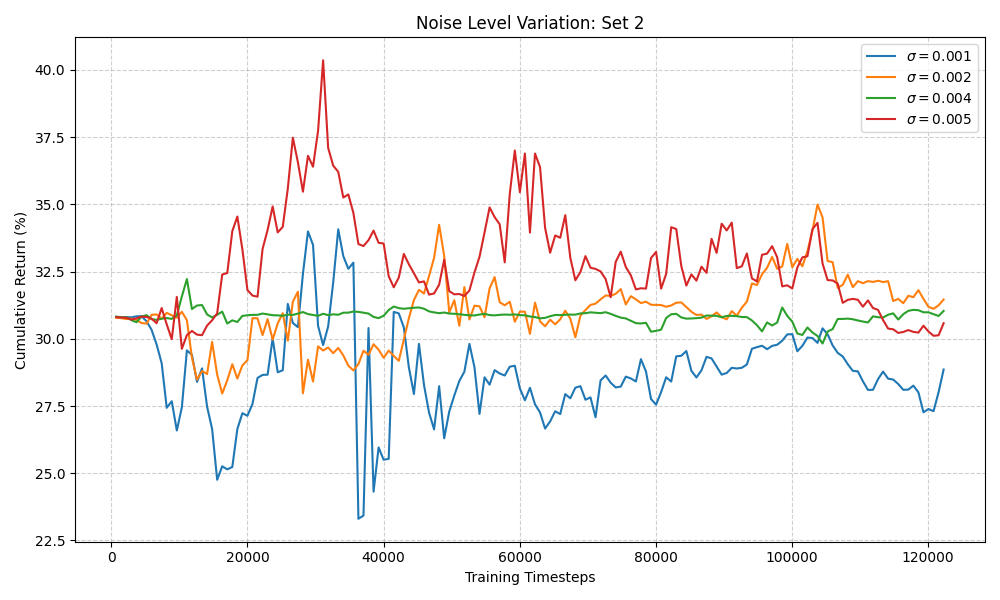 Noise Level Variation: Set 2
Cumulative Return (%)
40.0
37.5
35.0
32.5
30.0
27.5
25.0
22.5
σ = 0.001
σ = 0.002
σ = 0.004
σ = 0.005
0 20000 40000 60000 80000 100000 120000
Training Timesteps